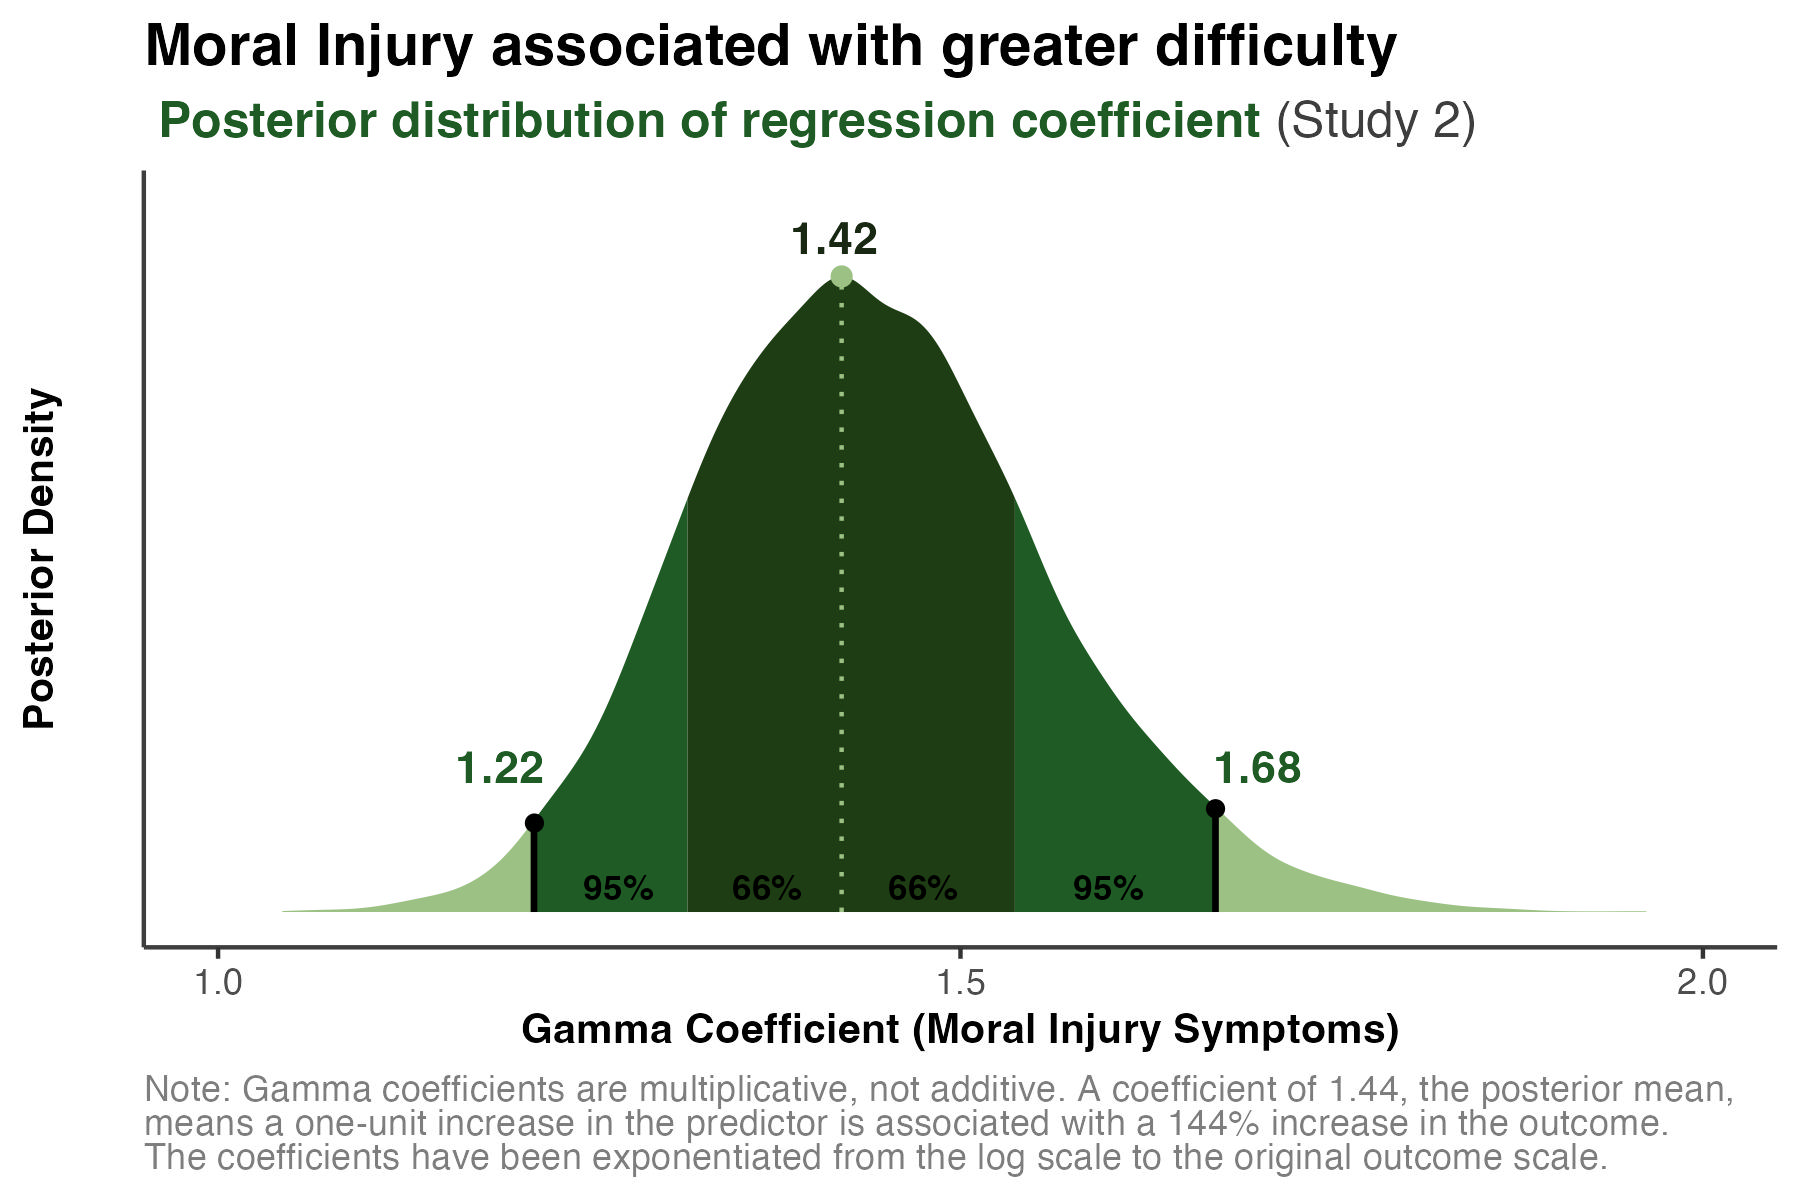 Moral Injury associated with greater difficulty
Posterior distribution of regression coefficient (Study 2)
1.42
Posterior Density
1.22
1.68
95%
66%
66%
95%
1.0
1.5
2.0
Gamma Coefficient (Moral Injury Symptoms)
Note: Gamma coefficients are multiplicative, not additive. A coefficient of 1.44, the posterior mean,
means a one-unit increase in the predictor is associated with a 144% increase in the outcome.
The coefficients have been exponentiated from the log scale to the original outcome scale.